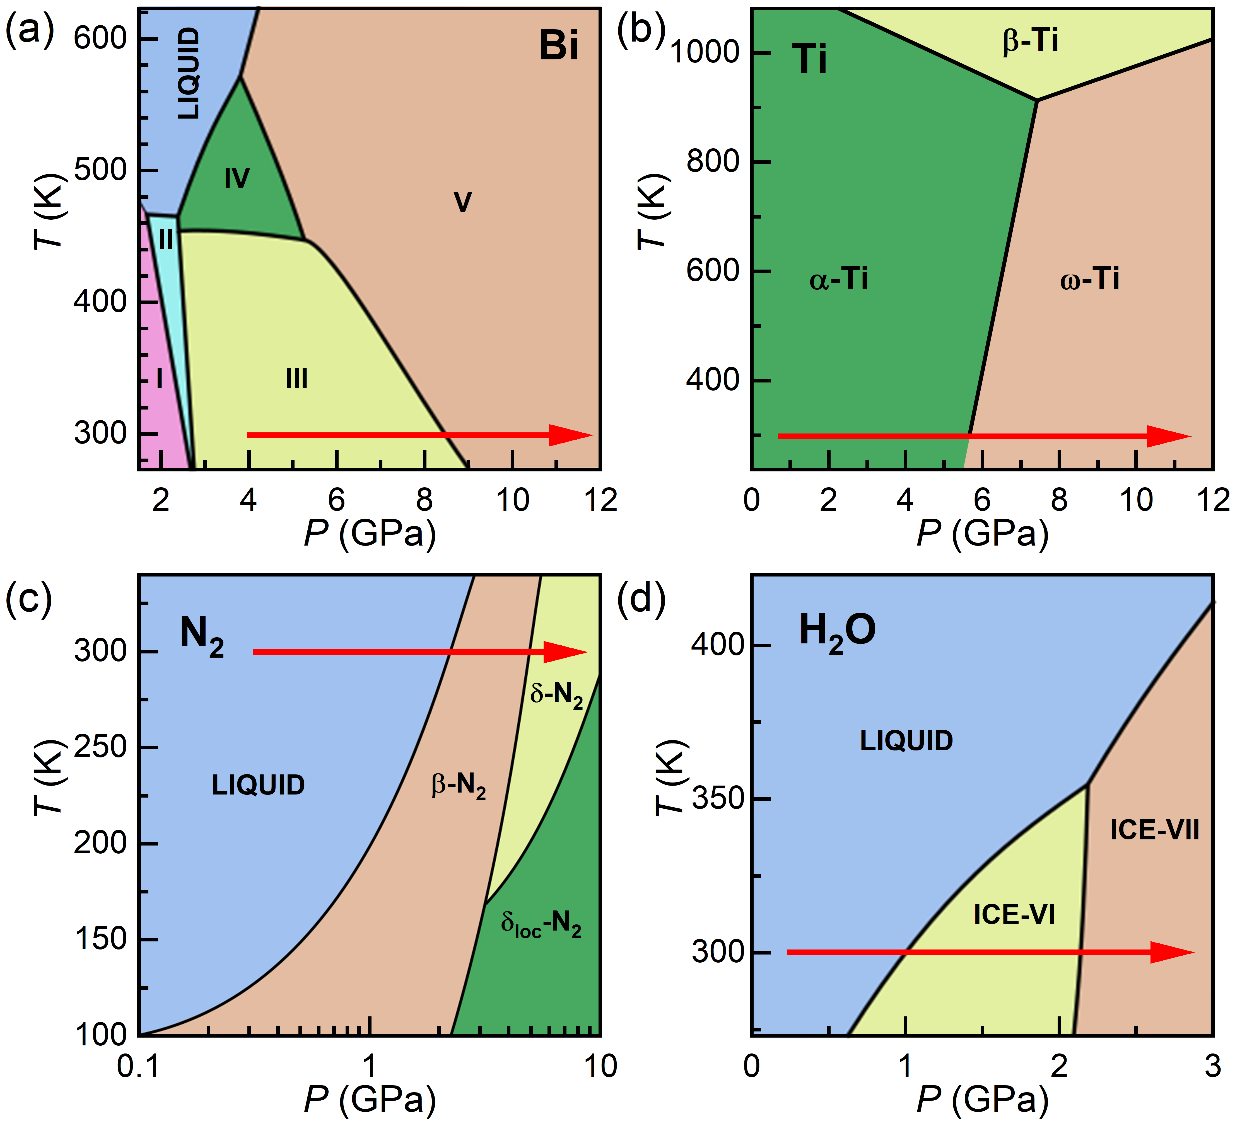 (a)
Bi
LIQUID
IV
V
II
I
III
600
500
400
300
T (K)
2 4 6 8 10 12
P (GPa)
(b)
Ti
β-Ti
α-Ti
ω-Ti
1000
800
600
400
T (K)
0 2 4 6 8 10 12
P (GPa)
(c)
N₂
LIQUID
β-N₂
δ-N₂
δloc-N₂
300
250
200
150
100
T (K)
0.1 1 10
P (GPa)
(d)
H₂O
LIQUID
ICE-VII
ICE-VI
400
350
300
T (K)
0 1 2 3
P (GPa)